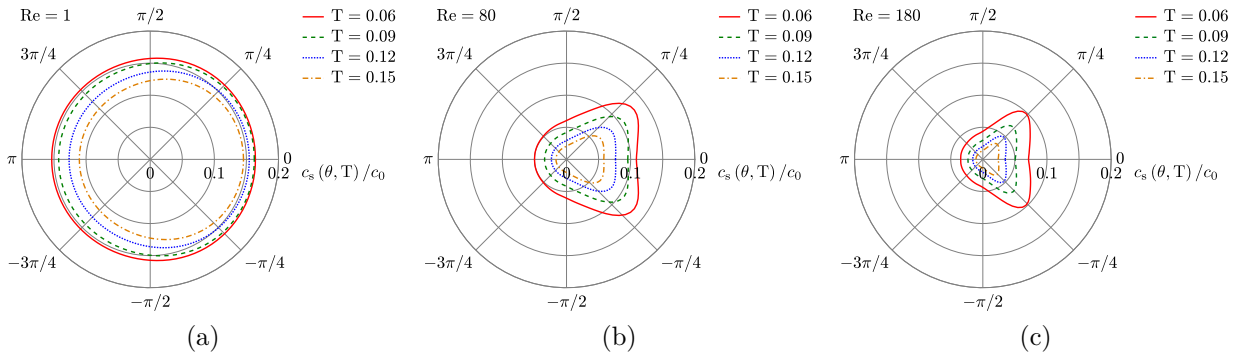 Re = 1
π/2
T = 0.06
T = 0.09
T = 0.12
T = 0.15
3π/4
π/4
π
0
0
0.1
0.2
c_s (θ, T) /c_0
−3π/4
−π/4
−π/2
(a)
Re = 80
π/2
T = 0.06
T = 0.09
T = 0.12
T = 0.15
3π/4
π/4
π
0
0
0.1
0.2
c_s (θ, T) /c_0
−3π/4
−π/4
−π/2
(b)
Re = 180
π/2
T = 0.06
T = 0.09
T = 0.12
T = 0.15
3π/4
π/4
π
0
0
0.1
0.2
c_s (θ, T) /c_0
−3π/4
−π/4
−π/2
(c)